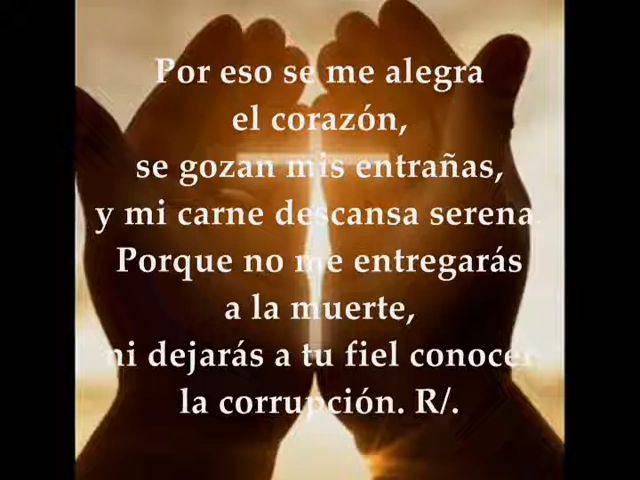 Por eso se me alegra
el corazón,
se gozan mis entrañas,
y mi carne descansa serena.
Porque no me entregarás
a la muerte,
ni dejarás a tu fiel conocer
la corrupción. R/.